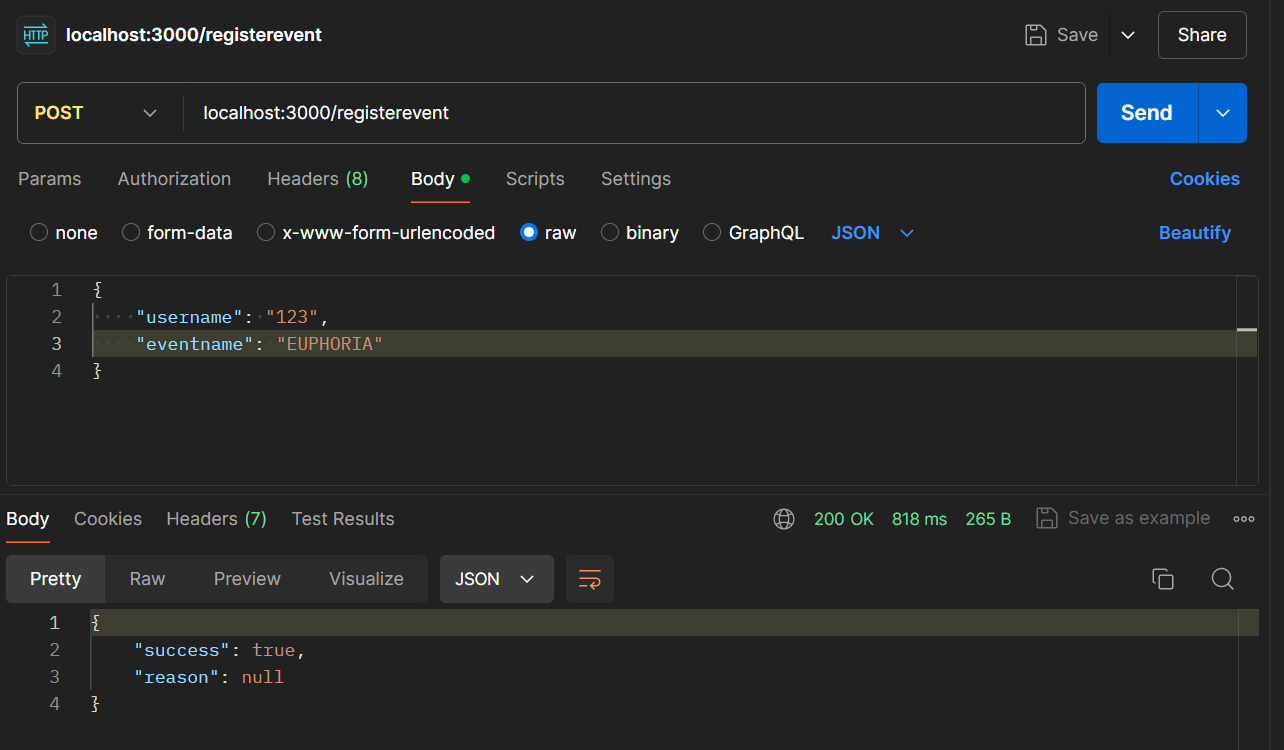 HTTP localhost:3000/registerevent Save Share
POST localhost:3000/registerevent Send
Params Authorization Headers (8) Body Scripts Settings Cookies
none form-data x-www-form-urlencoded raw binary GraphQL JSON Beautify
1 {
2 "username": "123",
3 "eventname": "EUPHORIA"
4 }
Body Cookies Headers (7) Test Results 200 OK 818 ms 265 B Save as example
Pretty Raw Preview Visualize JSON
1 {
2 "success": true,
3 "reason": null
4 }